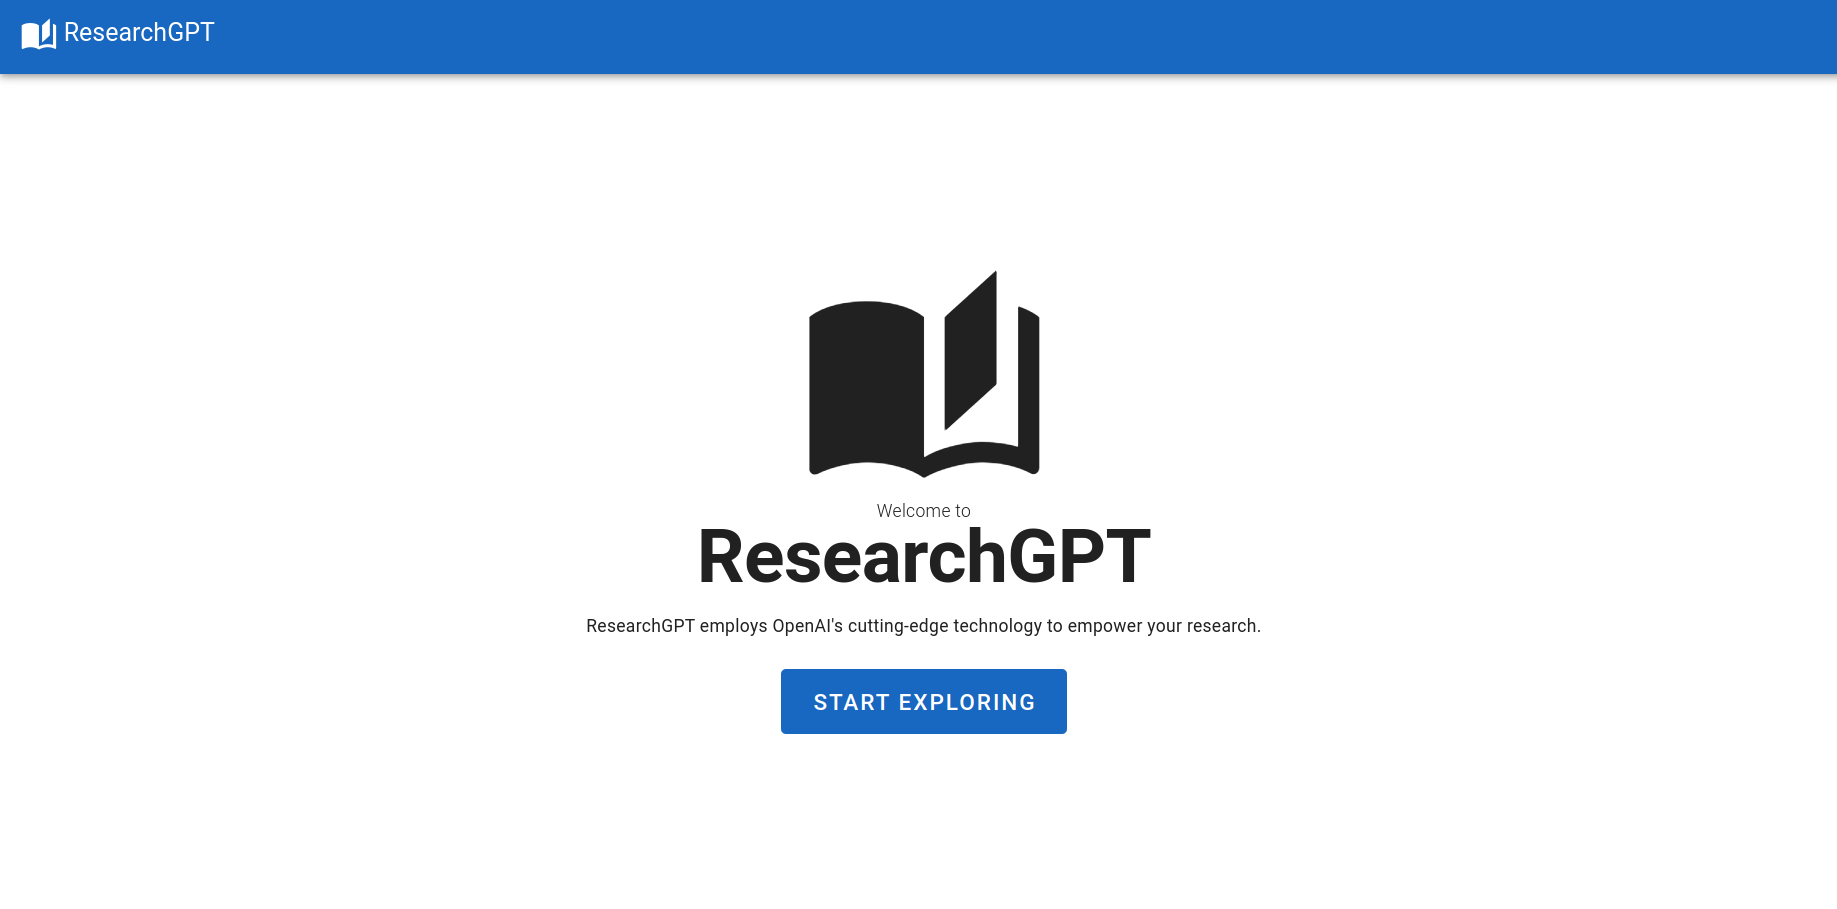 ResearchGPT
Welcome to
ResearchGPT
ResearchGPT employs OpenAI's cutting-edge technology to empower your research.
START EXPLORING